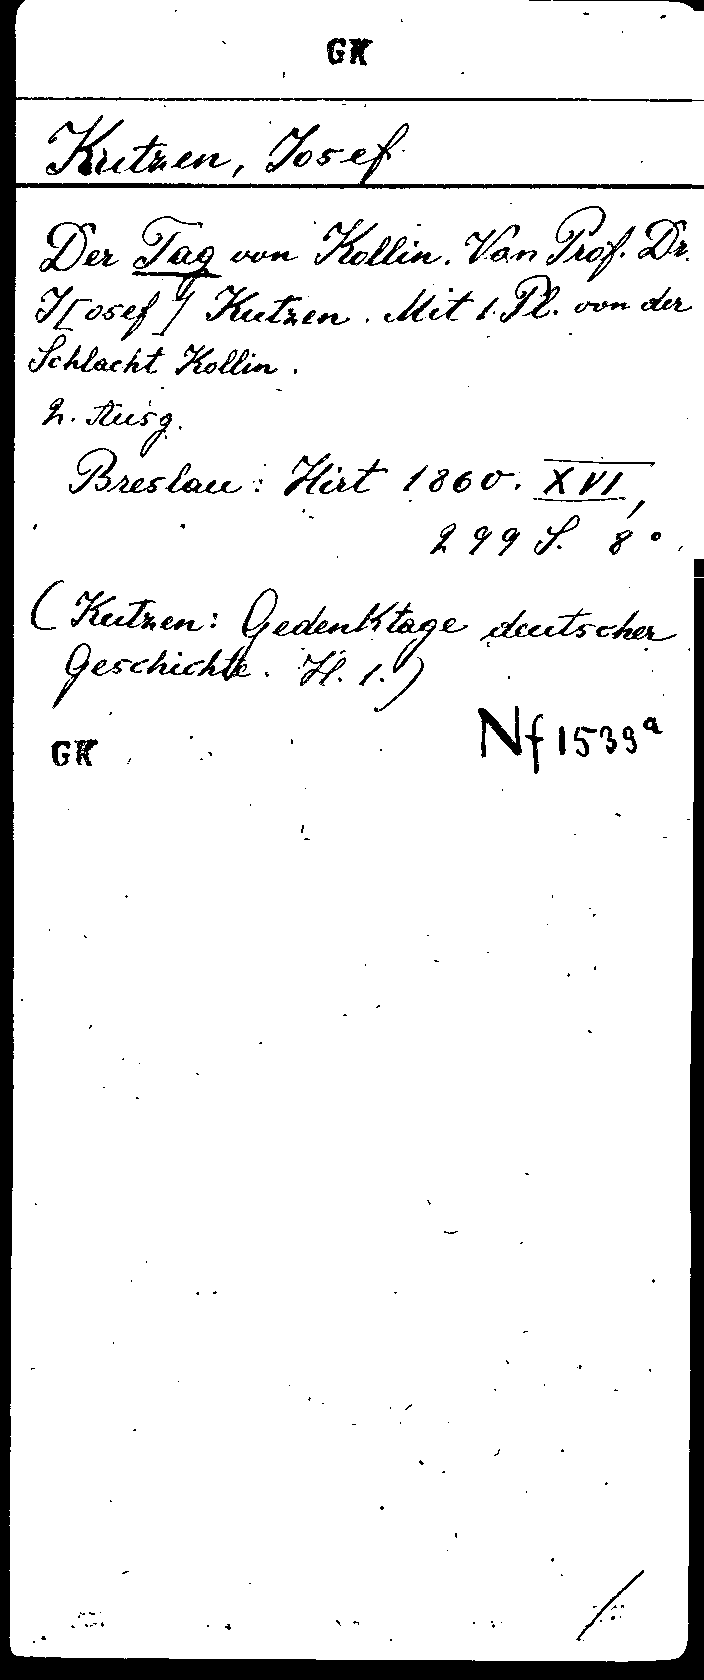 GK
Kutzen, Josef
Der Tag von Kollin. Von Prof. Dr.
J[osef] Kutzen. Mit 1. Pl. von der
Schlacht Kollin.
2. Ausg.
Breslau: Hirt 1860. XVI,
299 S. 8°
(Kutzen: Gedenktage deutscher
Geschichte. H. 1.)
GK Nf 1539a